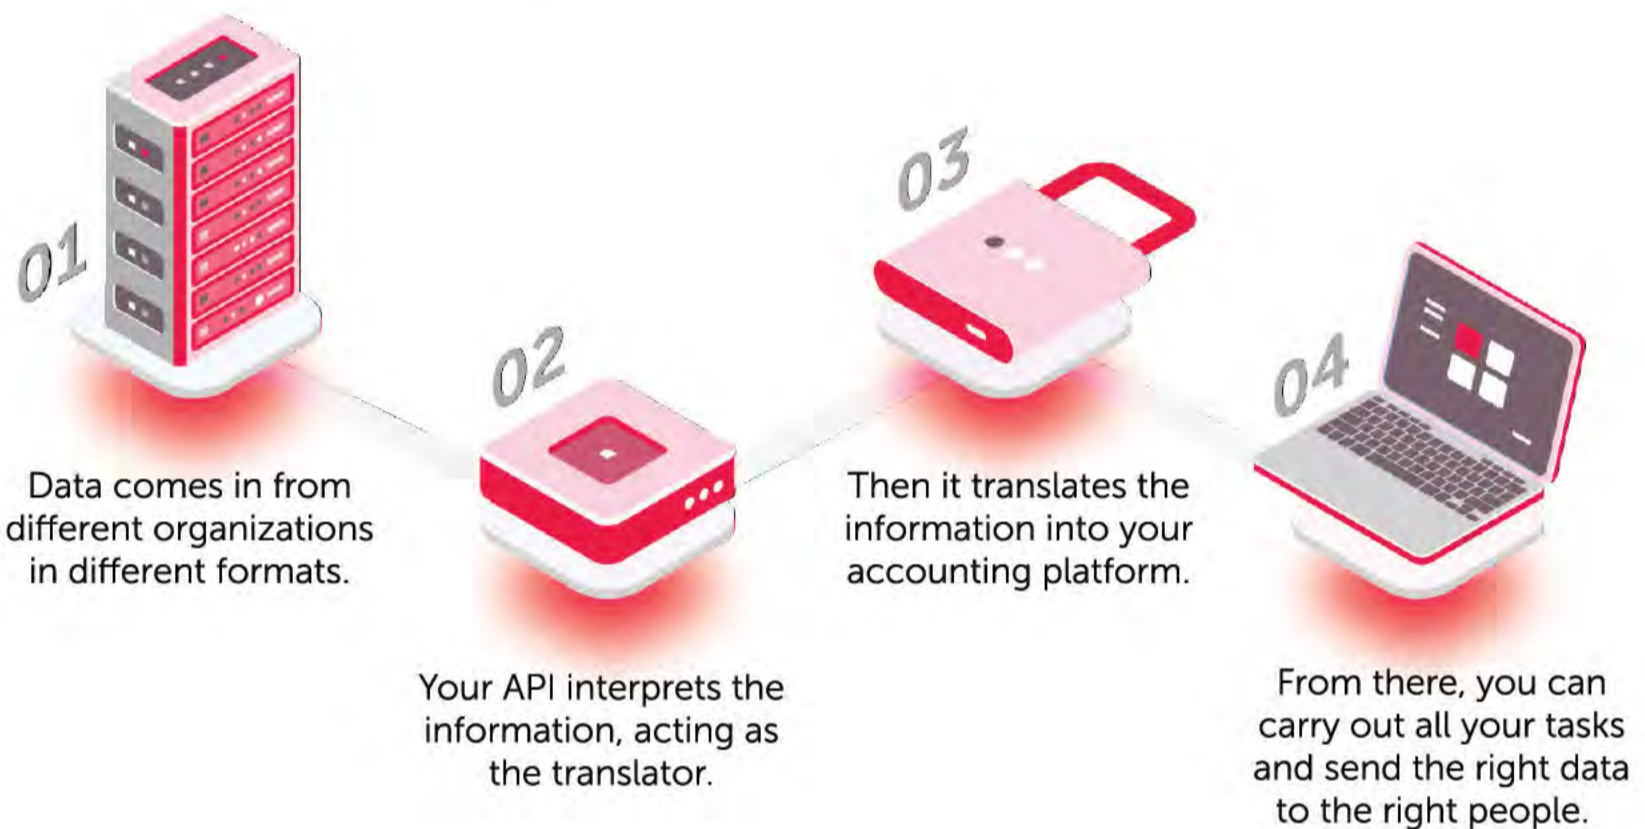 01
Data comes in from
different organizations
in different formats.
02
Your API interprets the
information, acting as
the translator.
03
Then it translates the
information into your
accounting platform.
04
From there, you can
carry out all your tasks
and send the right data
to the right people.